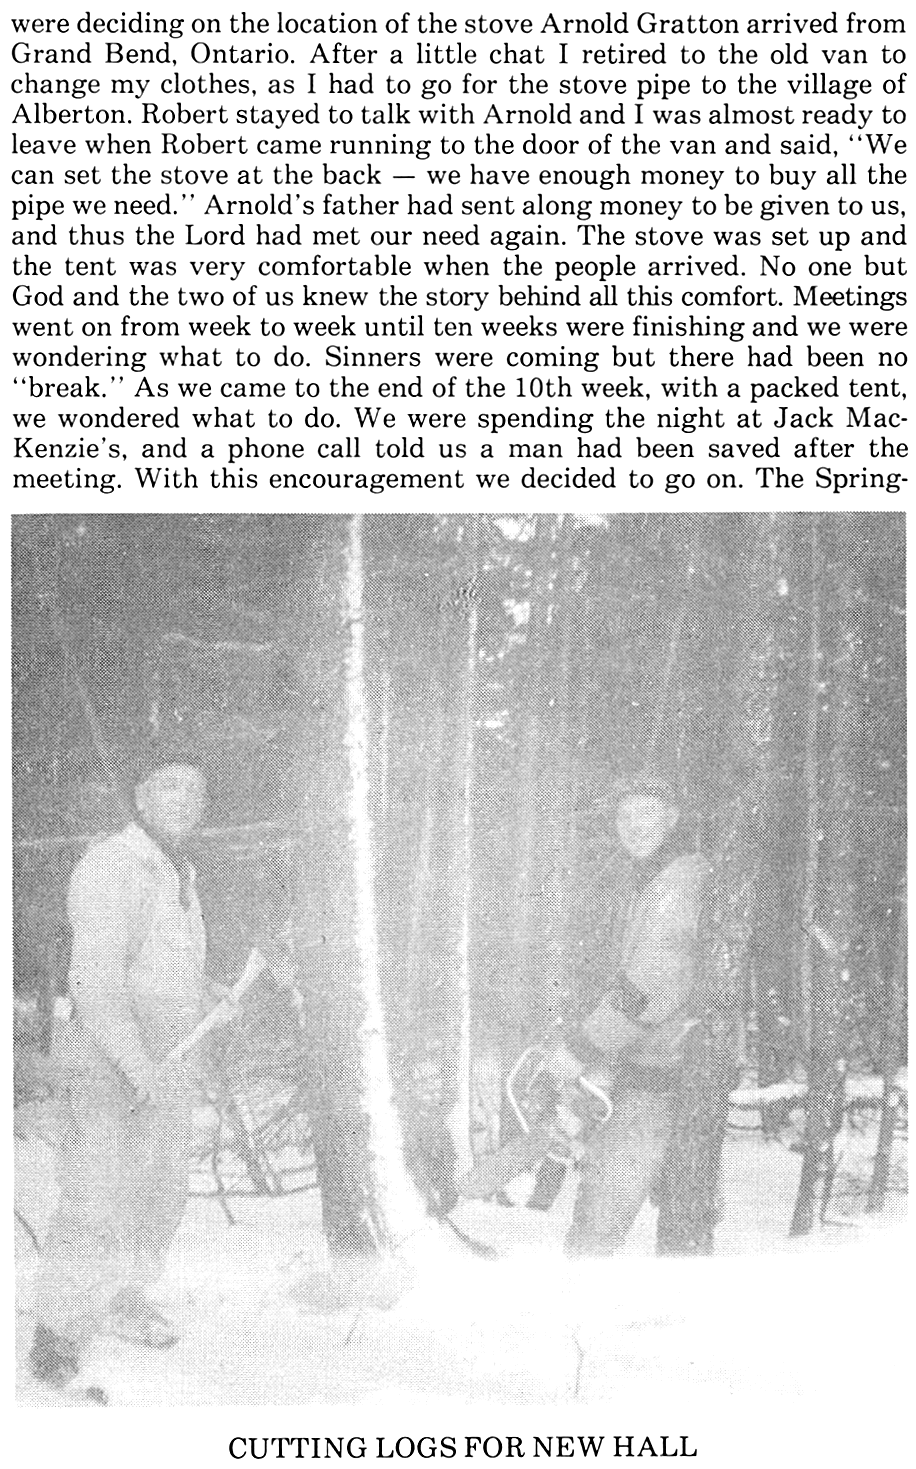 were deciding on the location of the stove Arnold Gratton arrived from
Grand Bend, Ontario. After a little chat I retired to the old van to
change my clothes, as I had to go for the stove pipe to the village of
Alberton. Robert stayed to talk with Arnold and I was almost ready to
leave when Robert came running to the door of the van and said, “We
can set the stove at the back — we have enough money to buy all the
pipe we need.” Arnold’s father had sent along money to be given to us,
and thus the Lord had met our need again. The stove was set up and
the tent was very comfortable when the people arrived. No one but
God and the two of us knew the story behind all this comfort. Meetings
went on from week to week until ten weeks were finishing and we were
wondering what to do. Sinners were coming but there had been no
“break.” As we came to the end of the 10th week, with a packed tent,
we wondered what to do. We were spending the night at Jack Mac-
Kenzie’s, and a phone call told us a man had been saved after the
meeting. With this encouragement we decided to go on. The Spring-
CUTTING LOGS FOR NEW HALL